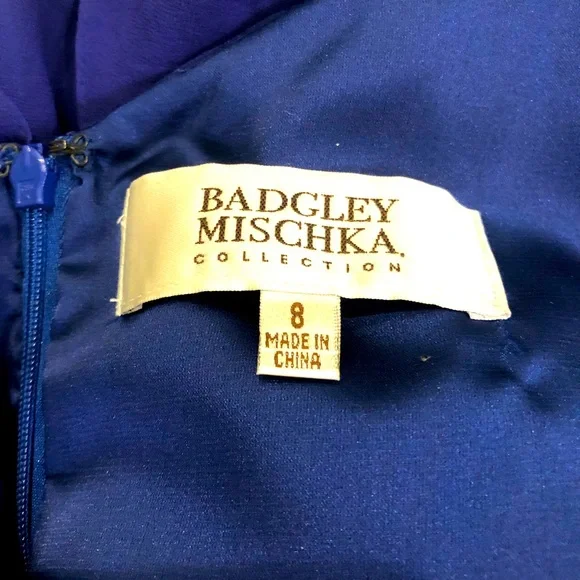 BADGLEY
MISCHKA.
COLLECTION
8
MADE IN
CHINA